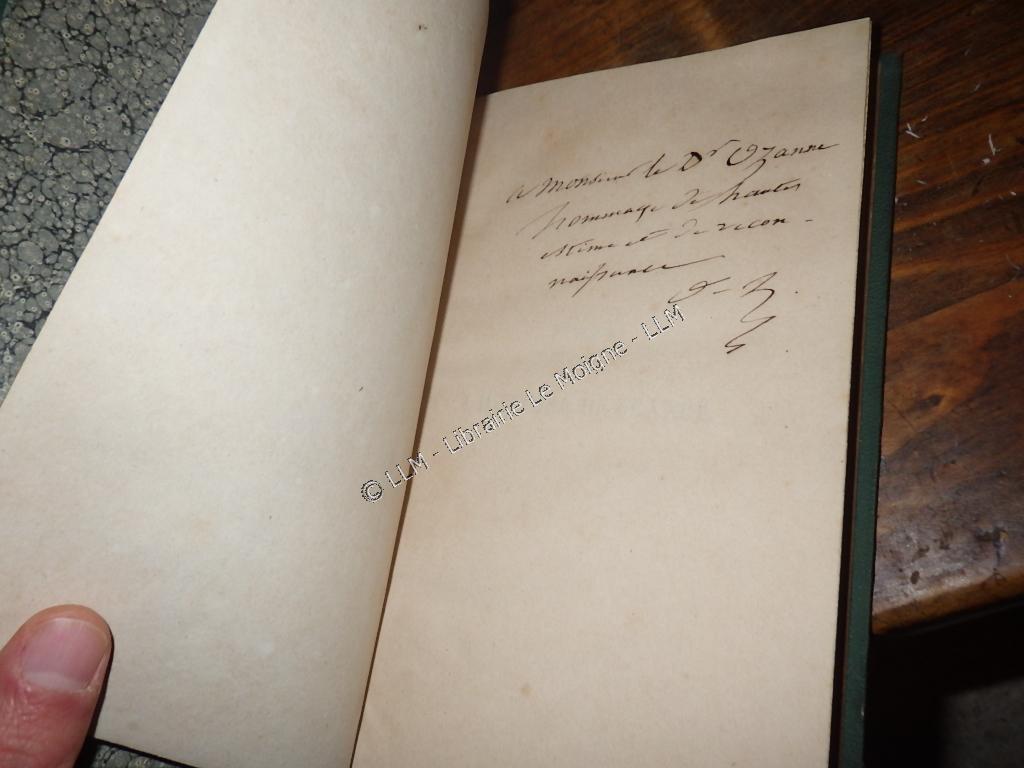 a Monsieur le Dr Ozanne
hommage de haute
estime et de recon-
naissance
© LLM - Librairie Le Moigne - LLM